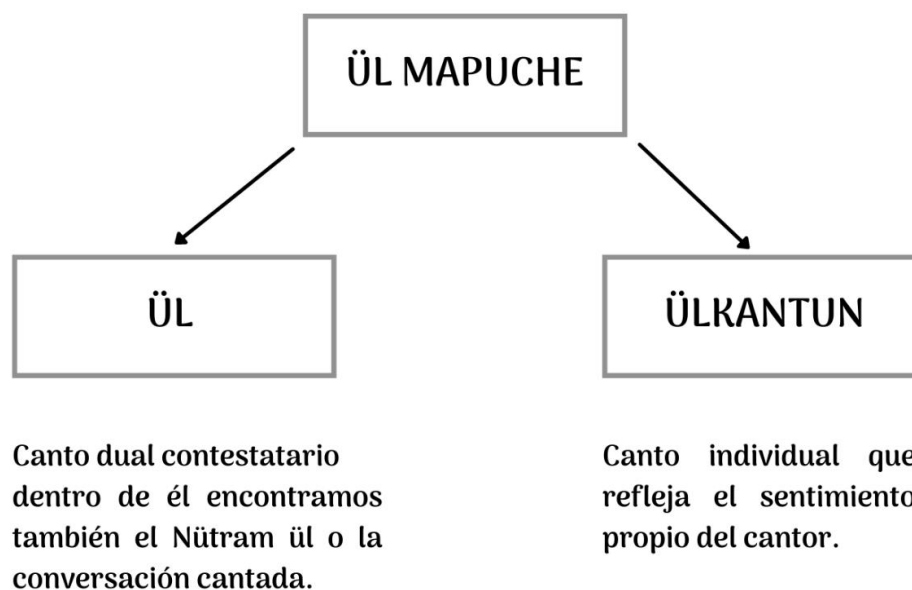 ÜL MAPUCHE
ÜL
ÜLKANTUN
Canto dual contestatario
dentro de él encontramos
también el Nütram ül o la
conversación cantada.
Canto individual que
refleja el sentimiento
propio del cantor.